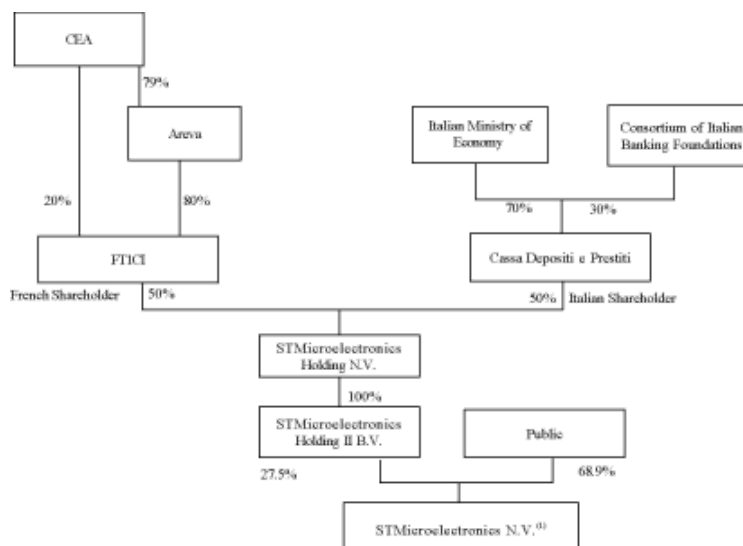 CEA
79%
Areva
Italian Ministry of
Economy
Consortium of Italian
Banking Foundations
20%
80%
70%
30%
FT1CI
Cassa Depositi e Prestiti
French Shareholder
50%
50%
Italian Shareholder
STMicroelectronics
Holding N.V.
100%
STMicroelectronics
Holding II B.V.
Public
27.5%
68.9%
STMicroelectronics N.V.(1)